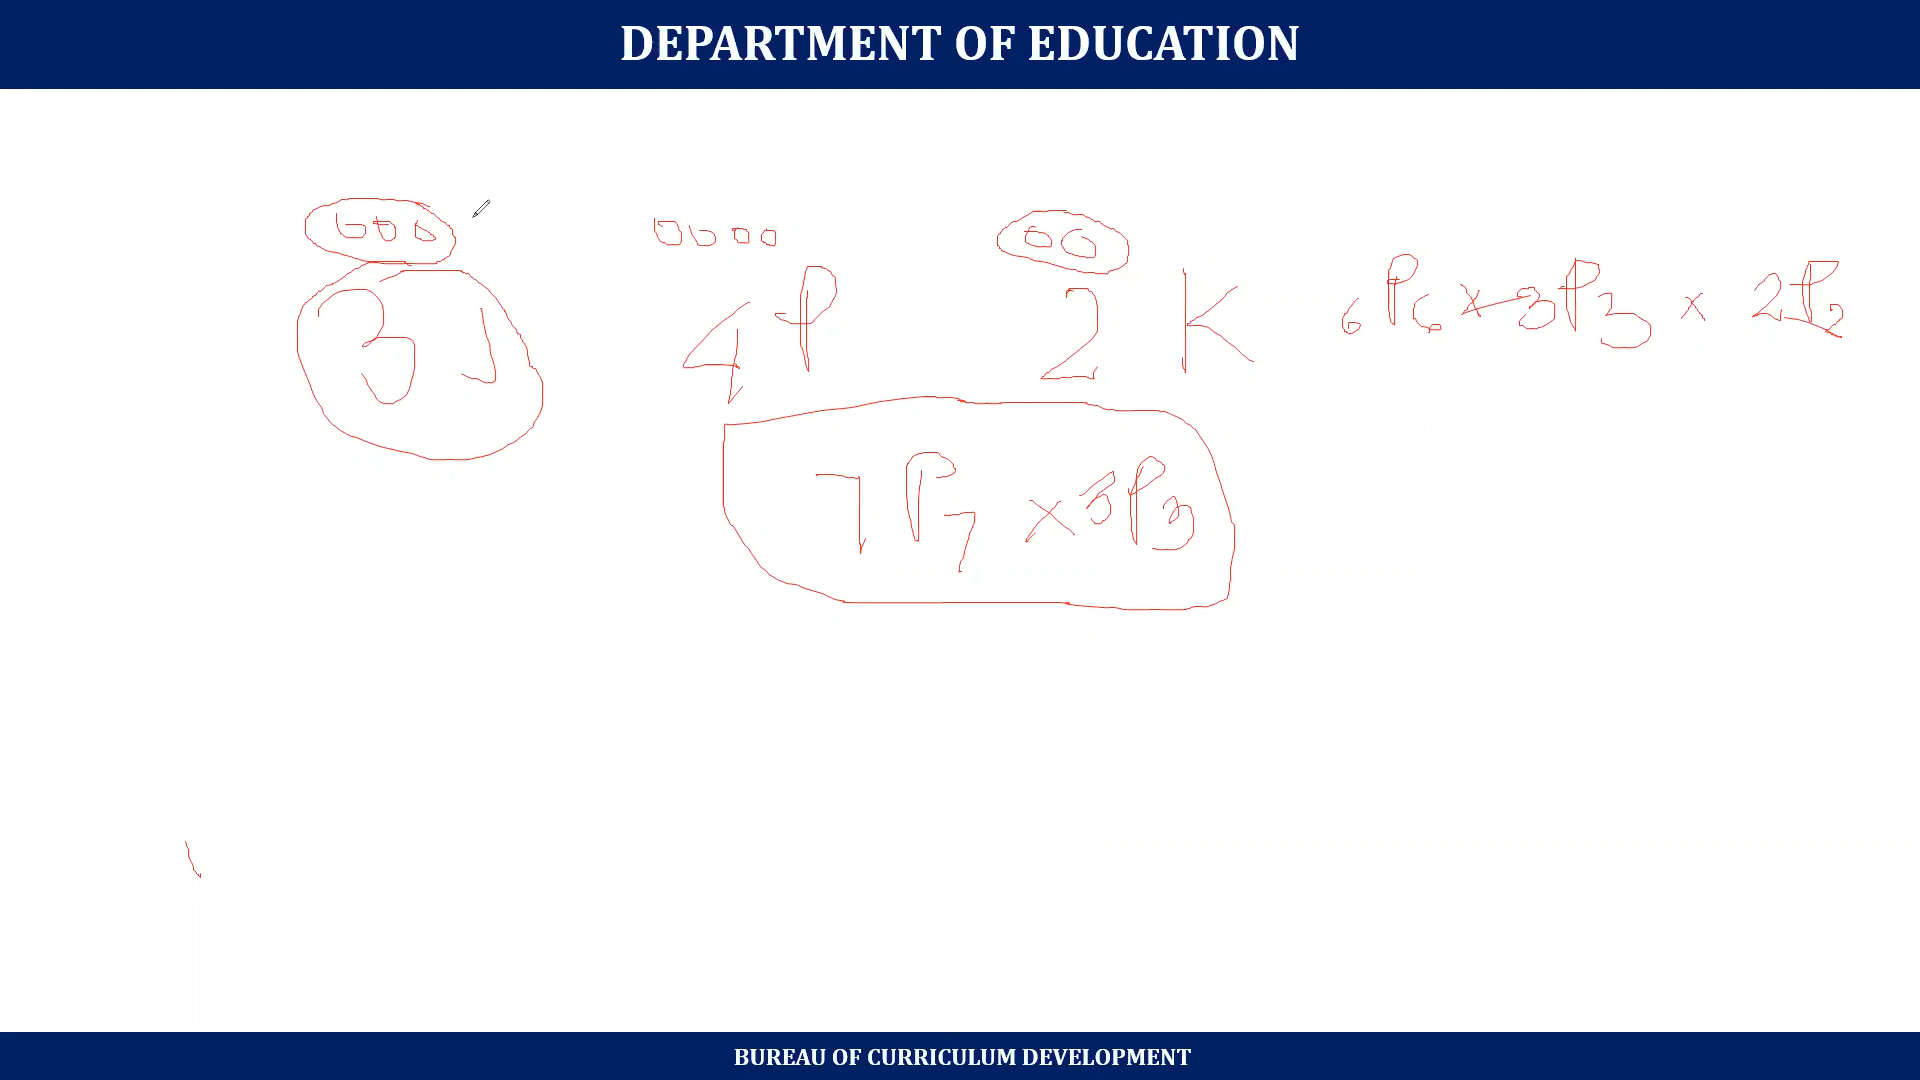 DEPARTMENT OF EDUCATION
3J 4P 2K 6P6 x 3P3 x 2P2
7P7 x 3P3
BUREAU OF CURRICULUM DEVELOPMENT